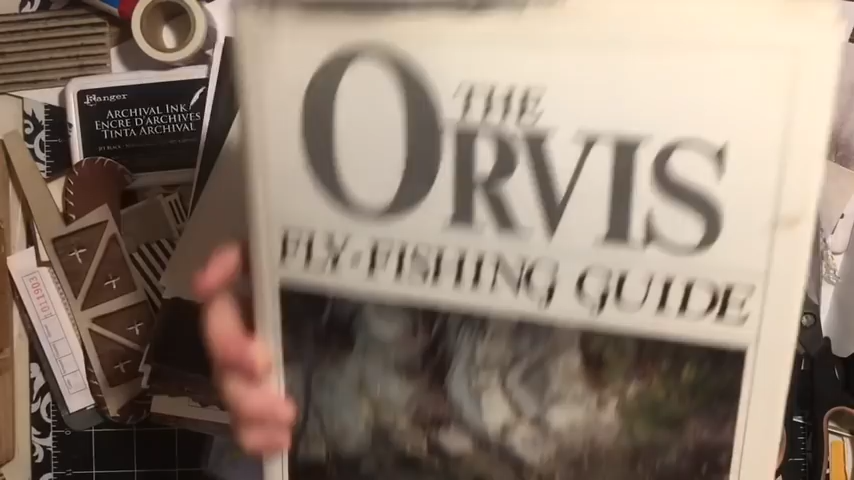 Ranger
ARCHIVAL INK
ENCRE D'ARCHIVES
TINTA ARCHIVAL
THE
ORVIS
FLY-FISHING GUIDE